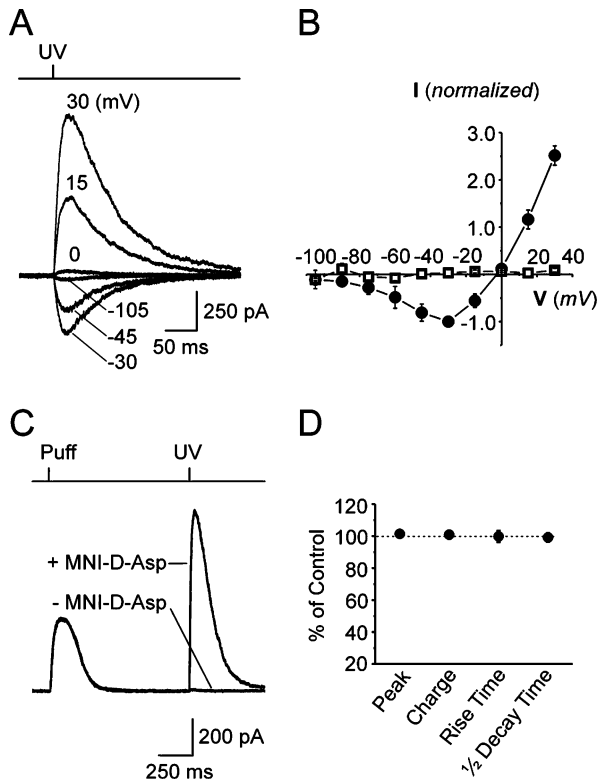 A
UV
30 (mV)
15
0
-105
-45
-30
250 pA
50 ms
B
I (normalized)
3.0
2.0
1.0
-1.0
-100 -80 -60 -40 -20 20 40
V (mV)
C
Puff UV
+ MNI-D-Asp
- MNI-D-Asp
200 pA
250 ms
D
% of Control
120
100
80
60
40
20
Peak
Charge
Rise Time
½ Decay Time